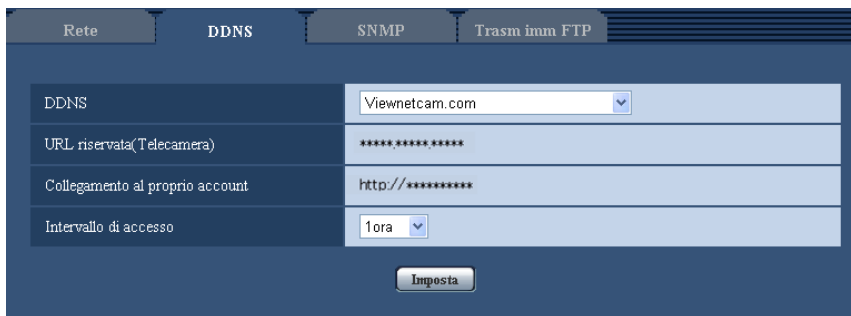 Rete DDNS SNMP Trasm imm FTP
DDNS Viewnetcam.com
URL riservata(Telecamera) *****.*****.*****
Collegamento al proprio account http://**********
Intervallo di accesso 1ora
Imposta